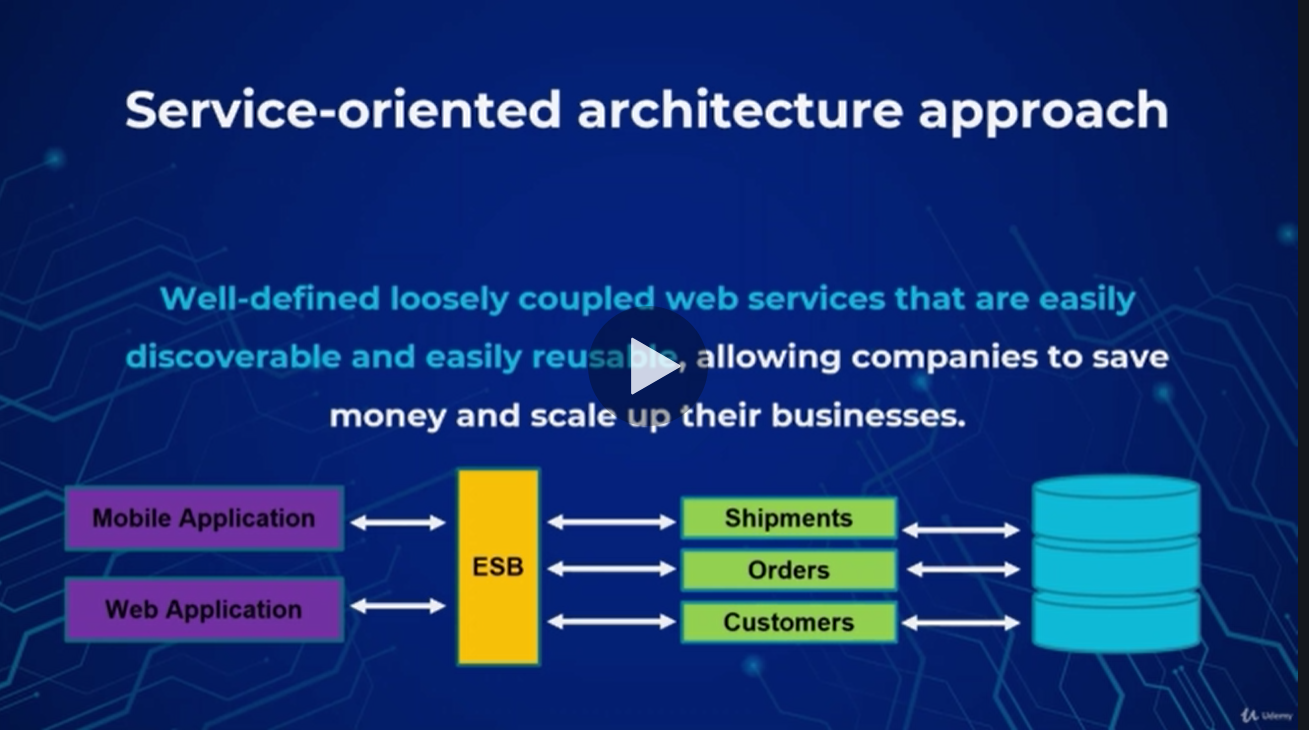 Service-oriented architecture approach
Well-defined loosely coupled web services that are easily
discoverable and easily reusable, allowing companies to save
money and scale up their businesses.
Mobile Application
Web Application
ESB
Shipments
Orders
Customers
Udemy